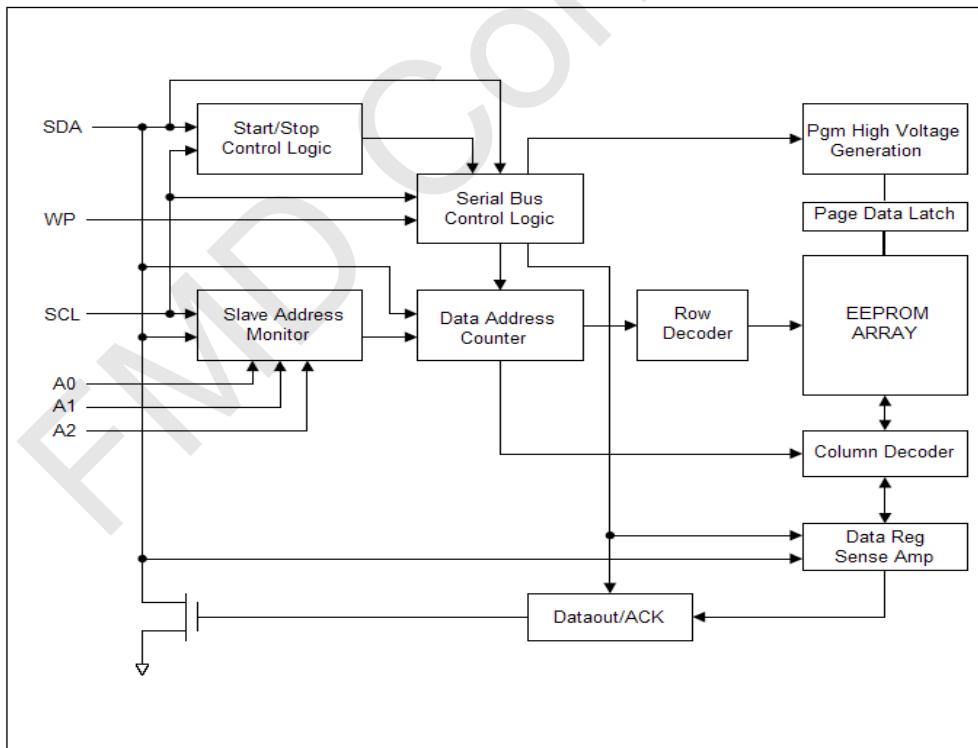 SDA
Start/Stop
Control Logic
Pgm High Voltage
Generation
WP
Serial Bus
Control Logic
Page Data Latch
SCL
Slave Address
Monitor
Data Address
Counter
Row
Decoder
EEPROM
ARRAY
A0
A1
A2
Column Decoder
Data Reg
Sense Amp
Dataout/ACK
FMD